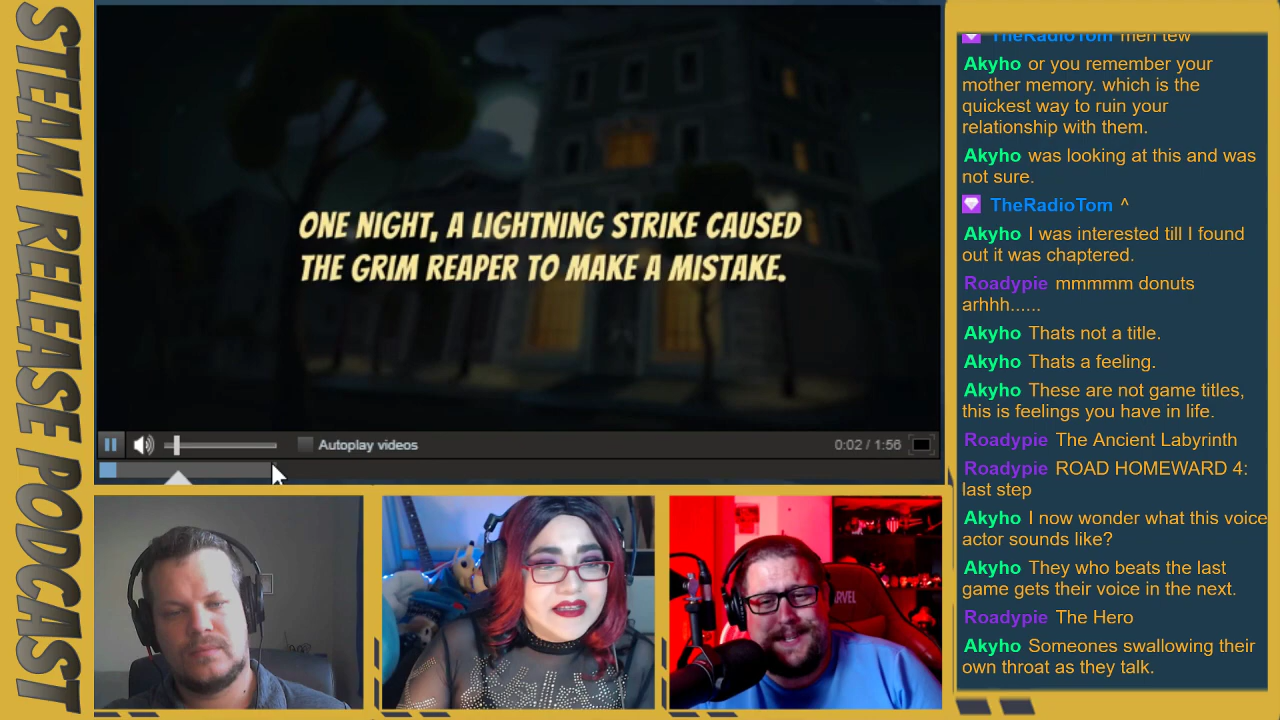 STEAM RELEASE PODCAST
ONE NIGHT, A LIGHTNING STRIKE CAUSED
THE GRIM REAPER TO MAKE A MISTAKE.
Autoplay videos
0:02 / 1:56
TheRadioTom meh tew
Akyho or you remember your
mother memory. which is the
quickest way to ruin your
relationship with them.
Akyho was looking at this and was
not sure.
TheRadioTom ^
Akyho I was interested till I found
out it was chaptered.
Roadypie mmmmm donuts
arhhh......
Akyho Thats not a title.
Akyho Thats a feeling.
Akyho These are not game titles,
this is feelings you have in life.
Roadypie The Ancient Labyrinth
Roadypie ROAD HOMEWARD 4:
last step
Akyho I now wonder what this voice
actor sounds like?
Akyho They who beats the last
game gets their voice in the next.
Roadypie The Hero
Akyho Someones swallowing their
own throat as they talk.
MARVEL